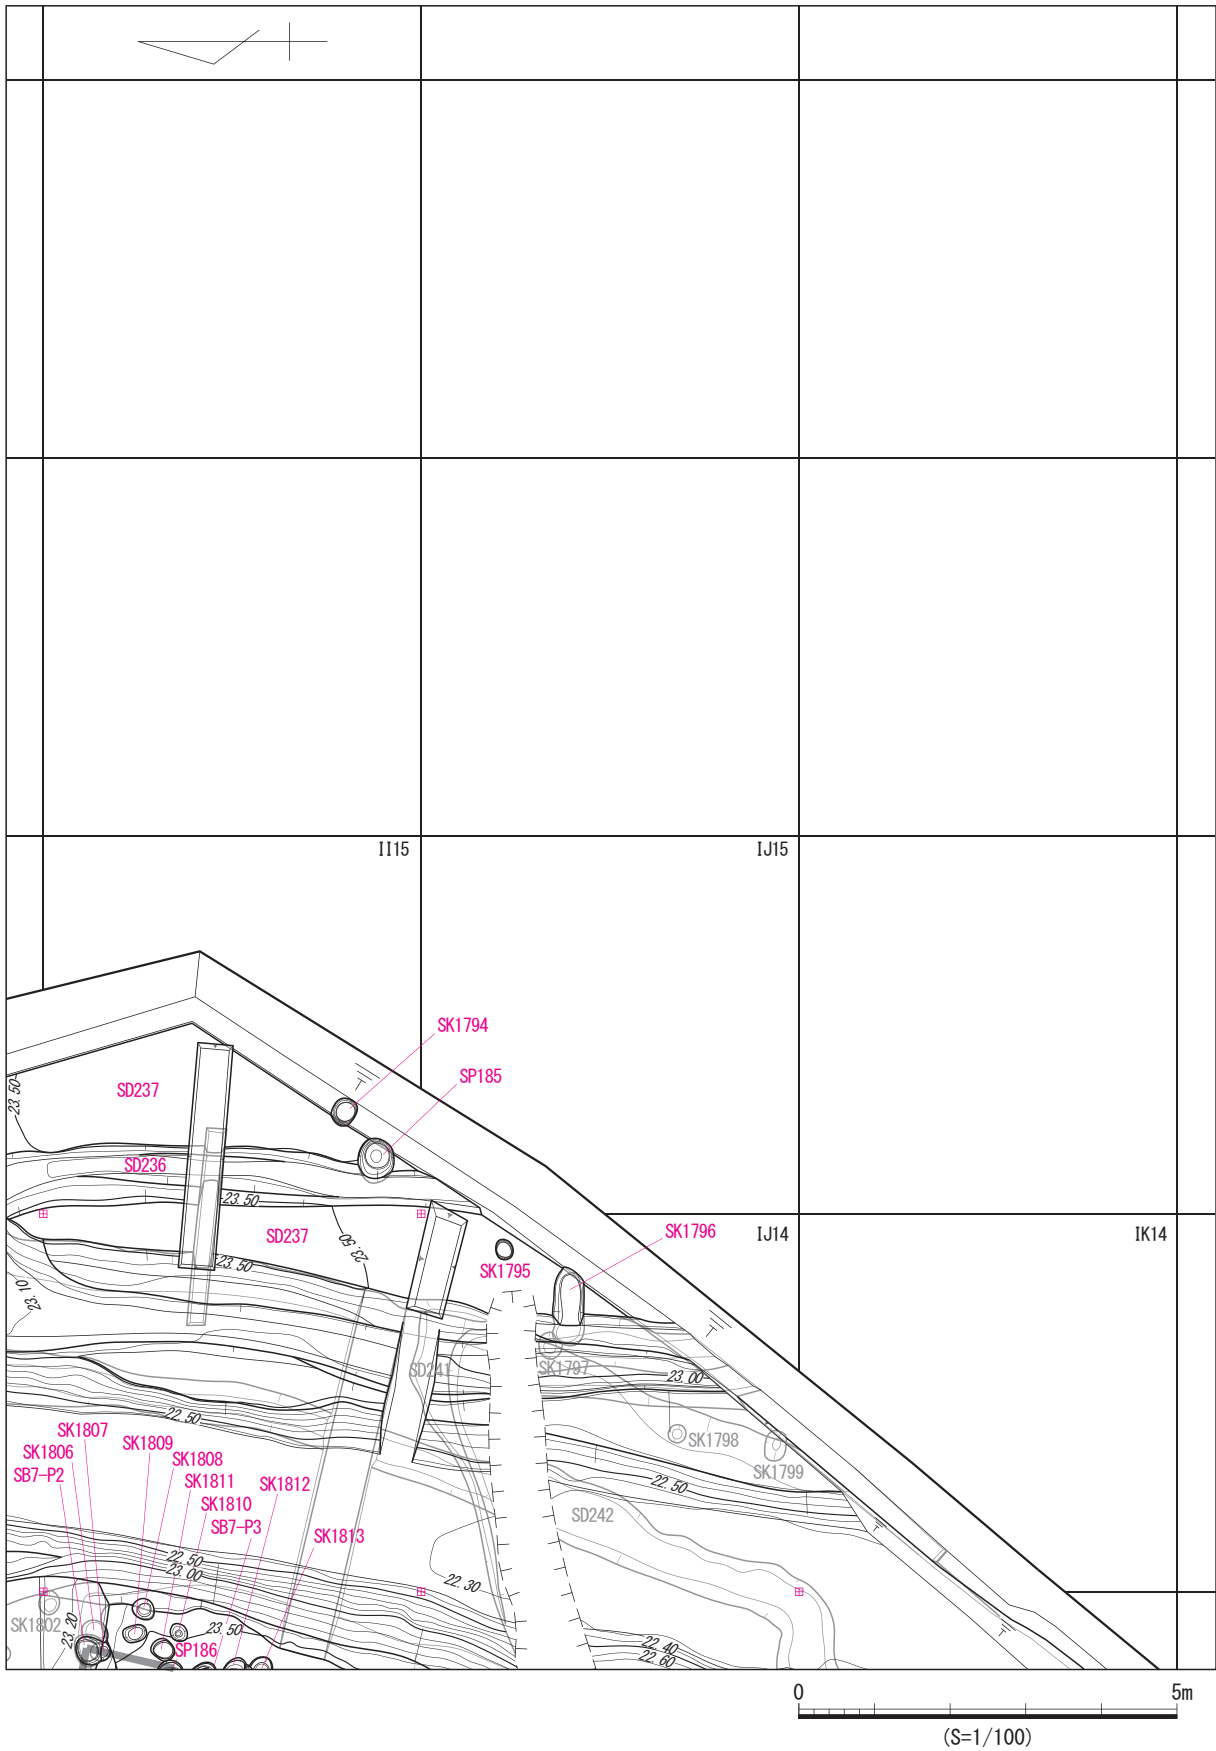 II15
IJ15
SK1794
SP185
SD237
23.50
SD236
23.50
SK1796
IJ14
IK14
SD237
23.50
SK1795
23.50
23.10
SD241
SK1797
23.00
22.50
SK1807
SK1809
SK1798
SK1806
SK1808
SK1799
SB7-P2
SK1811
SK1812
22.50
SK1810
SD242
SB7-P3
SK1813
22.50
23.00
22.30
SK1802
23.20
23.50
SP186
22.40
22.60
0
5m
(S=1/100)